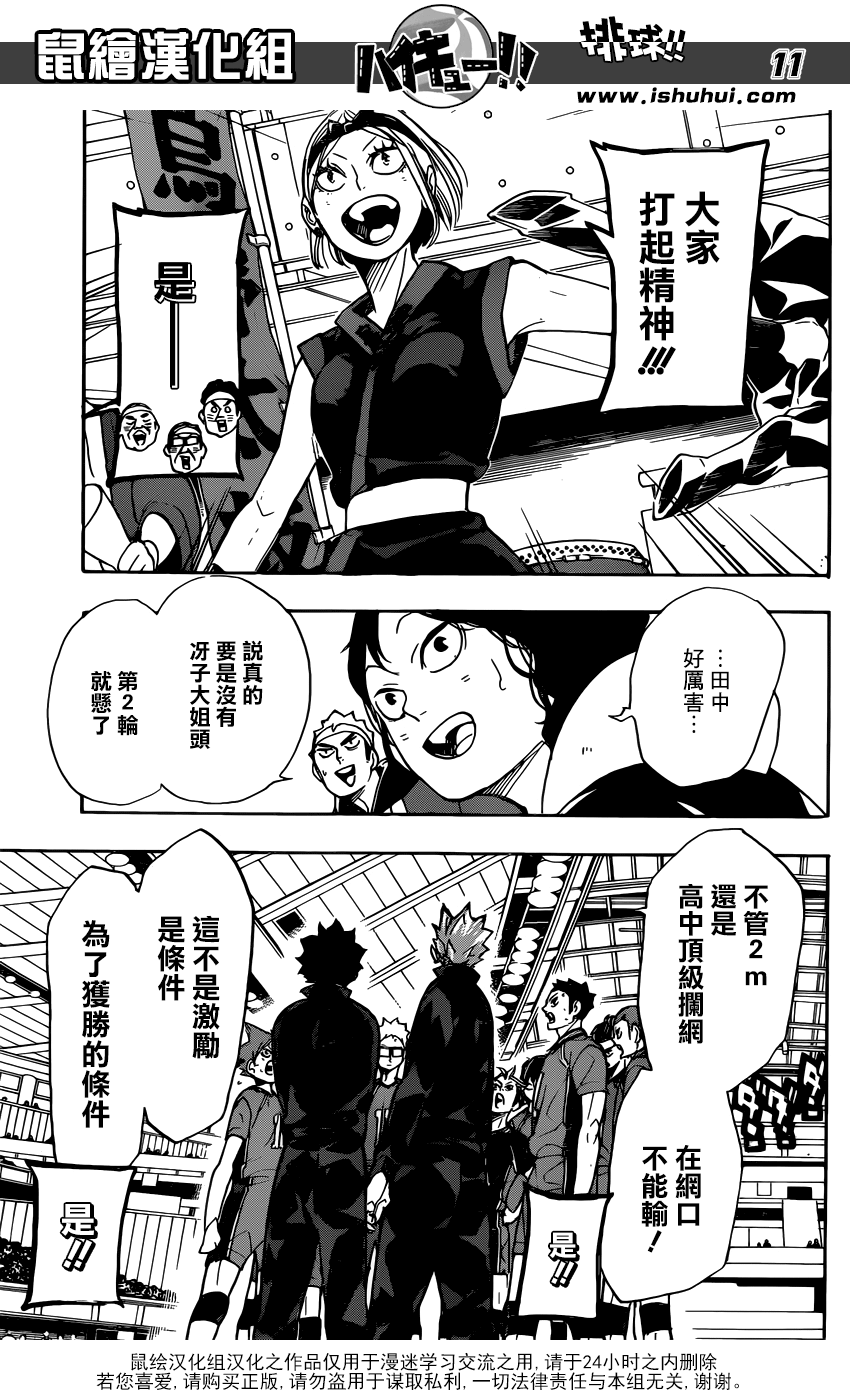 鼠繪漢化組
ハイキュー!!
排球!!
11
www.ishuhui.com
烏
大家
打起精神!!!
是——
…田中
好厲害…
説真的
要是沒有
冴子大姐頭
第2輪
就懸了
不管2m
還是
高中頂級攔網
在網口
不能輸!
這不是激勵
是條件
為了獲勝的條件
是!!
是!!
鼠绘汉化组汉化之作品仅用于漫迷学习交流之用,请于24小时之内删除
若您喜爱,请购买正版,请勿盗用于谋取私利,一切法律责任与本组无关,谢谢。